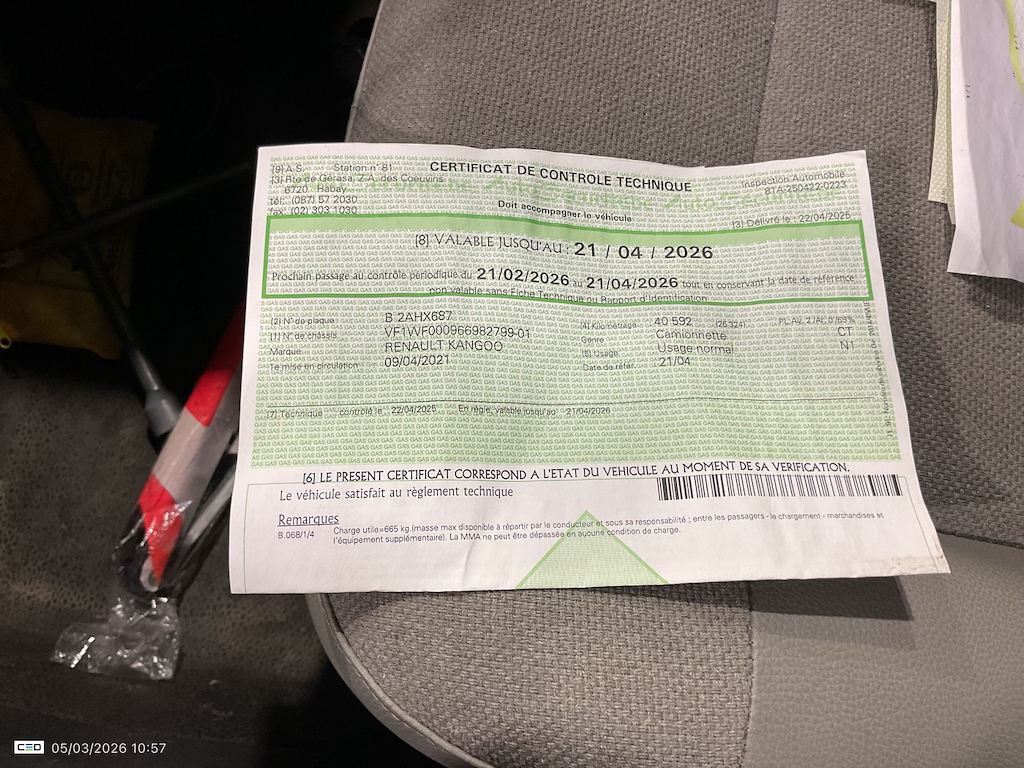 [9] A.S. Station n° 81
[3] Rte de Gerasa, Z.A. des Coeuvins
6720 Habay
tél.: (087) 57 2030
fax: (02) 303 1030
CERTIFICAT DE CONTROLE TECHNIQUE
Doit accompagner le véhicule
Inspection Automobile
81A-250422-0223
[3] Délivré le : 22/04/2025
[8] VALABLE JUSQU'AU : 21 / 04 / 2026
Prochain passage au contrôle périodique du 21/02/2026 au 21/04/2026 tout en conservant la date de référence
non valable sans Fiche Technique ou Rapport d'Identification
[2] N° de plaque B 2AHX687
[1] N° de châssis VF1WF000966982799-01
Marque RENAULT KANGOO
1e mise en circulation 09/04/2021
[4] Kilométrage 40 592 (26324)
Genre Camionnette CT
[5] Usage Usage normal N1
Date de référ. 21/04
[7] Technique contrôlé le 22/04/2025 En règle, valable jusqu'au 21/04/2026
[6] LE PRESENT CERTIFICAT CORRESPOND A L'ETAT DU VEHICULE AU MOMENT DE SA VERIFICATION.
Le véhicule satisfait au règlement technique
Remarques
B.068/1/4 Charge utile=665 kg.(masse max disponible à répartir par le conducteur et sous sa responsabilité ; entre les passagers - le chargement - marchandises et
l'équipement supplémentaire). La MMA ne peut être dépassée en aucune condition de charge.
CEO 05/03/2026 10:57